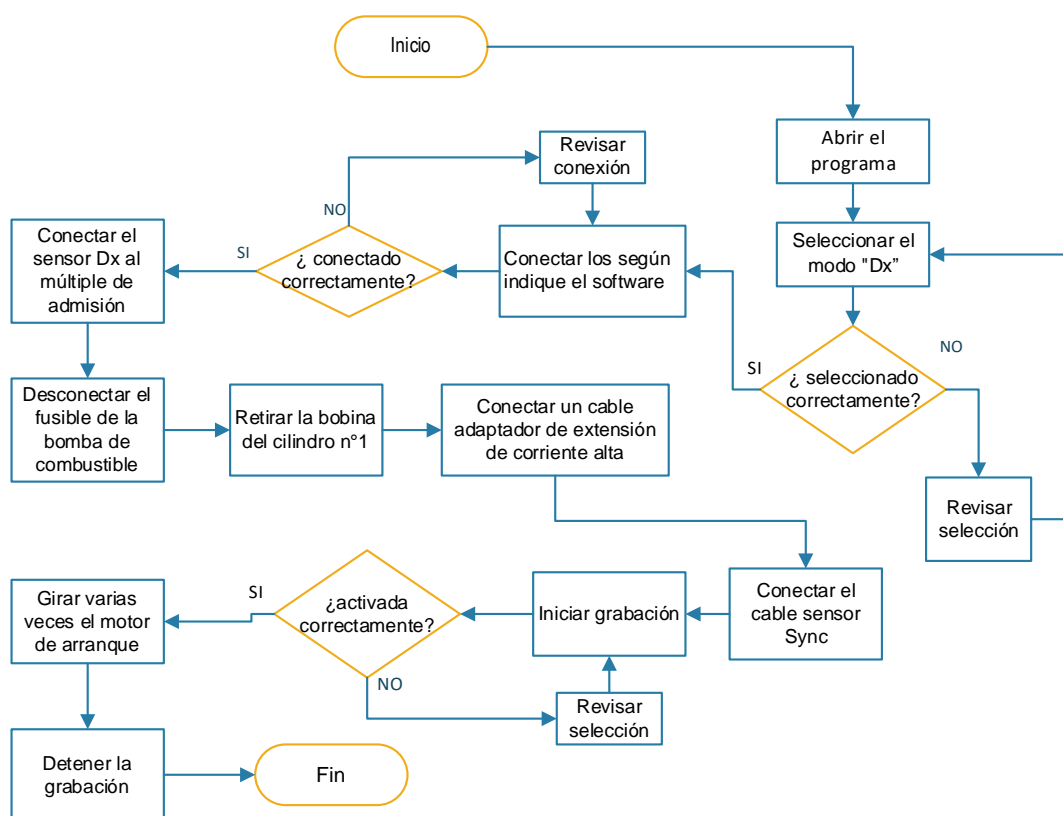 Inicio
Abrir el
programa
Seleccionar el
modo "Dx”
¿ seleccionado
correctamente?
NO
Revisar
selección
SI
Conectar los según
indique el software
¿ conectado
correctamente?
NO
Revisar
conexión
SI
Conectar el
sensor Dx al
múltiple de
admisión
Desconectar el
fusible de la
bomba de
combustible
Retirar la bobina
del cilindro n°1
Conectar un cable
adaptador de extensión
de corriente alta
Conectar el
cable sensor
Sync
Iniciar grabación
¿activada
correctamente?
NO
Revisar
selección
SI
Girar varias
veces el motor
de arranque
Detener la
grabación
Fin